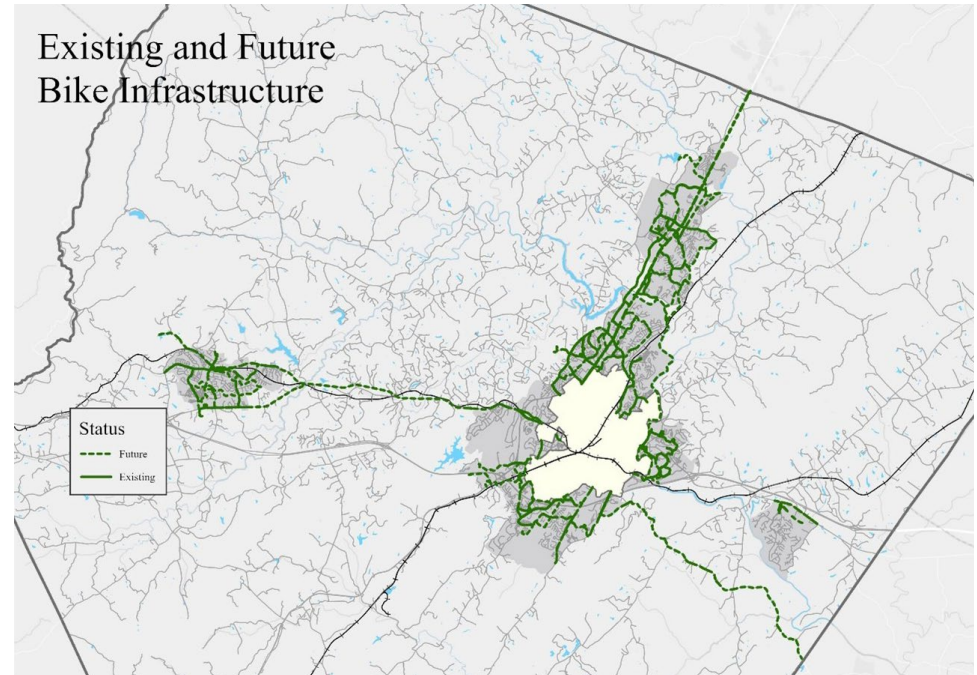 Existing and Future
Bike Infrastructure
Status
Future
Existing